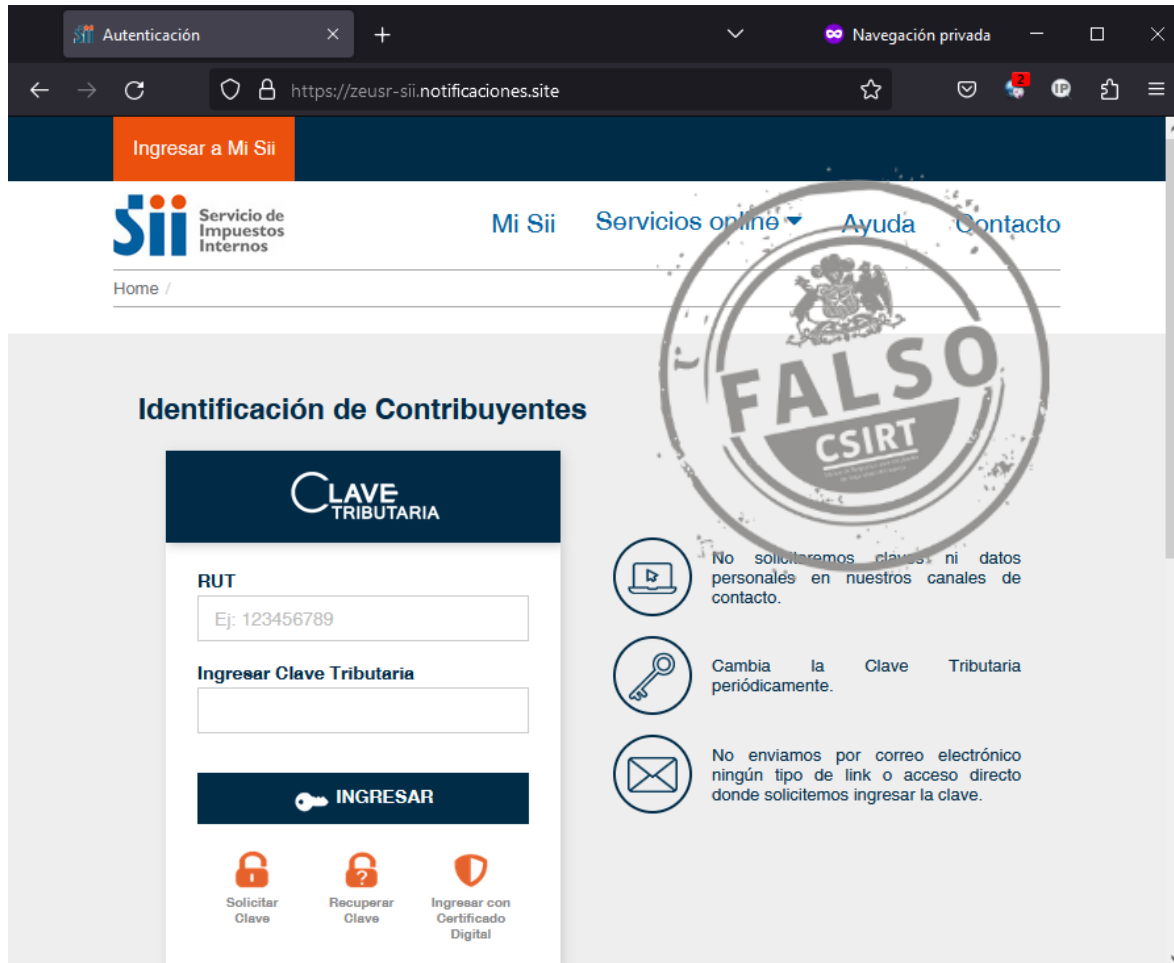 Autenticación
Navegación privada
https://zeusr-sii.notificaciones.site
2
IP
Ingresar a Mi Sii
Sii Servicio de
Impuestos
Internos
Mi Sii Servicios online Ayuda Contacto
Home /
FALSO
CSIRT
Identificación de Contribuyentes
CLAVE
TRIBUTARIA
RUT
Ej: 123456789
Ingresar Clave Tributaria
INGRESAR
Solicitar
Clave
Recuperar
Clave
Ingresar con
Certificado
Digital
No solicitaremos claves ni datos
personales en nuestros canales de
contacto.
Cambia la Clave Tributaria
periódicamente.
No enviamos por correo electrónico
ningún tipo de link o acceso directo
donde solicitemos ingresar la clave.